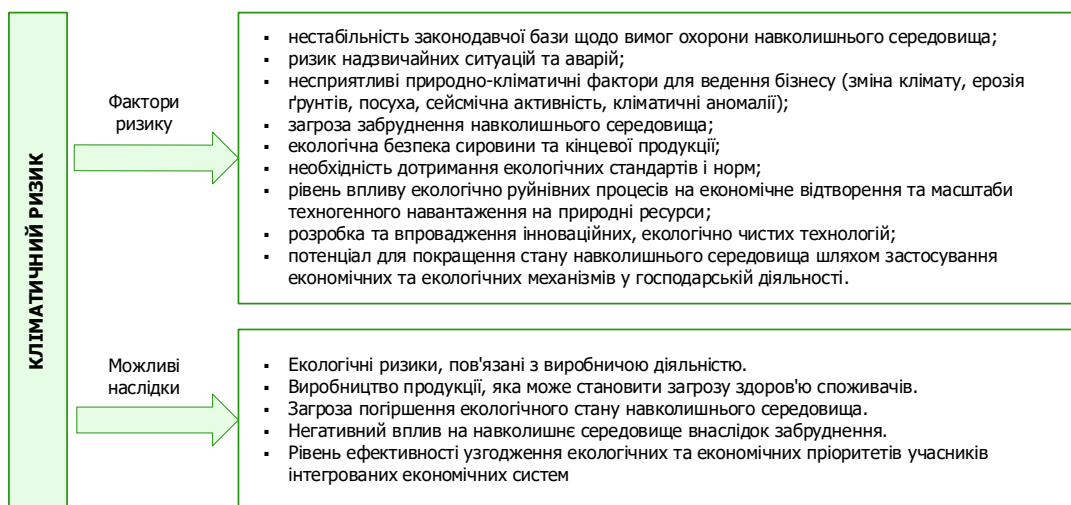 КЛІМАТИЧНИЙ РИЗИК
Фактори
ризику
▪ нестабільність законодавчої бази щодо вимог охорони навколишнього середовища;
▪ ризик надзвичайних ситуацій та аварій;
▪ несприятливі природно-кліматичні фактори для ведення бізнесу (зміна клімату, ерозія
ґрунтів, посуха, сейсмічна активність, кліматичні аномалії);
▪ загроза забруднення навколишнього середовища;
▪ екологічна безпека сировини та кінцевої продукції;
▪ необхідність дотримання екологічних стандартів і норм;
▪ рівень впливу екологічно руйнівних процесів на економічне відтворення та масштаби
техногенного навантаження на природні ресурси;
▪ розробка та впровадження інноваційних, екологічно чистих технологій;
▪ потенціал для покращення стану навколишнього середовища шляхом застосування
економічних та екологічних механізмів у господарській діяльності.
Можливі
наслідки
▪ Екологічні ризики, пов'язані з виробничою діяльністю.
▪ Виробництво продукції, яка може становити загрозу здоров'ю споживачів.
▪ Загроза погіршення екологічного стану навколишнього середовища.
▪ Негативний вплив на навколишнє середовище внаслідок забруднення.
▪ Рівень ефективності узгодження екологічних та економічних пріоритетів учасників
інтегрованих економічних систем